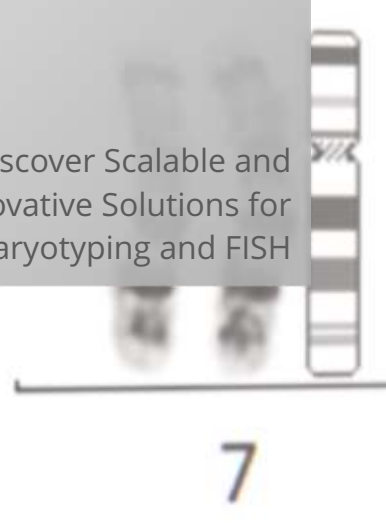 scover Scalable and
ovative Solutions for
aryotyping and FISH
7